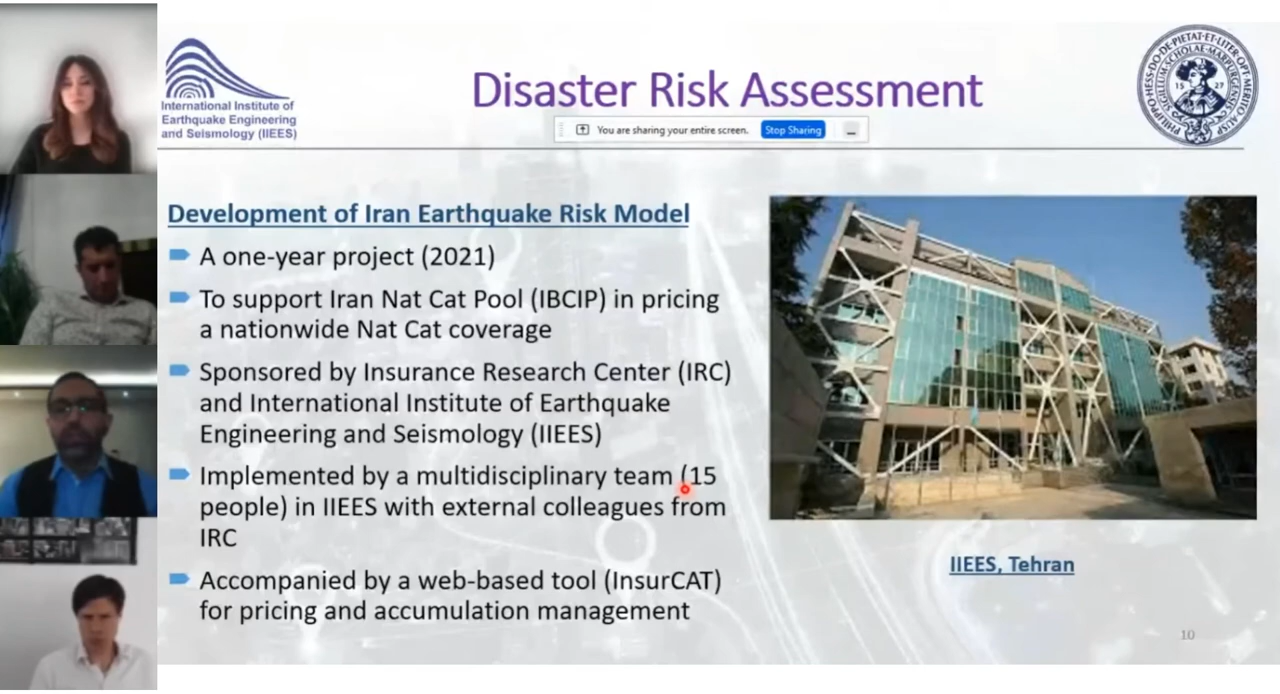 International Institute of
Earthquake Engineering
and Seismology (IIEES)
Disaster Risk Assessment
You are sharing your entire screen.
Stop Sharing
Development of Iran Earthquake Risk Model
A one-year project (2021)
To support Iran Nat Cat Pool (IBCIP) in pricing
a nationwide Nat Cat coverage
Sponsored by Insurance Research Center (IRC)
and International Institute of Earthquake
Engineering and Seismology (IIEES)
Implemented by a multidisciplinary team (15
people) in IIEES with external colleagues from
IRC
Accompanied by a web-based tool (InsurCAT)
for pricing and accumulation management
IIEES, Tehran
10